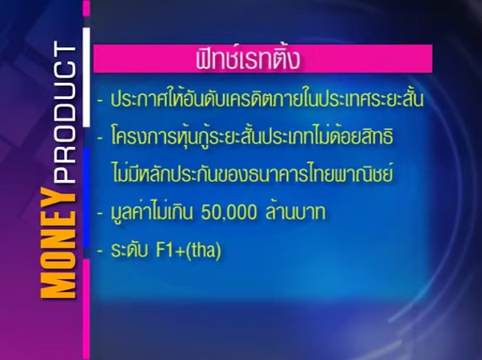 MONEY PRODUCT
ฟิทช์เรทติ้ง
- ประกาศให้อันดับเครดิตภายในประเทศระยะสั้น
- โครงการหุ้นกู้ระยะสั้นประเภทไม่ด้อยสิทธิ
ไม่มีหลักประกันของธนาคารไทยพาณิชย์
- มูลค่าไม่เกิน 50,000 ล้านบาท
- ระดับ F1+(tha)